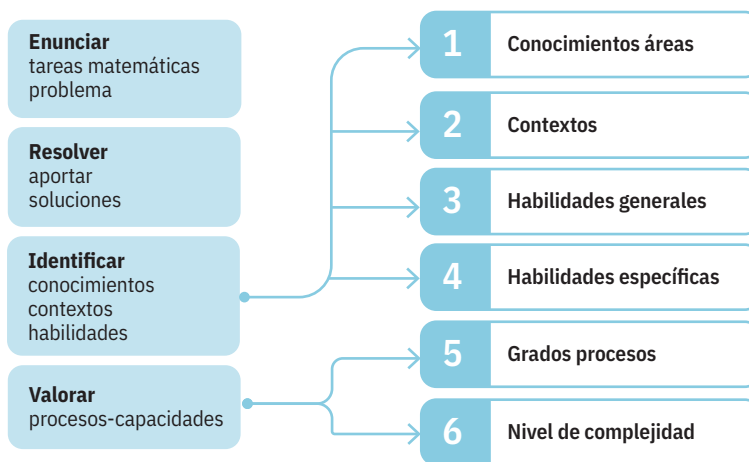 Enunciar
tareas matemáticas
problema
Resolver
aportar
soluciones
Identificar
conocimientos
contextos
habilidades
Valorar
procesos-capacidades
1
Conocimientos áreas
2
Contextos
3
Habilidades generales
4
Habilidades específicas
5
Grados procesos
6
Nivel de complejidad